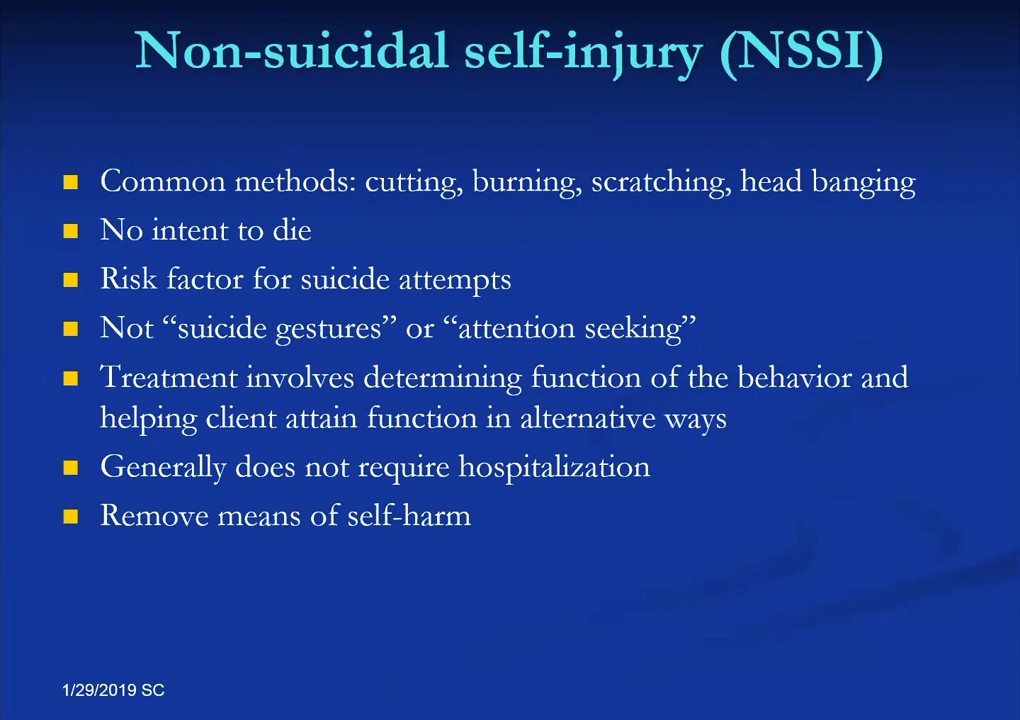 Non-suicidal self-injury (NSSI)
Common methods: cutting, burning, scratching, head banging
No intent to die
Risk factor for suicide attempts
Not “suicide gestures” or “attention seeking”
Treatment involves determining function of the behavior and
helping client attain function in alternative ways
Generally does not require hospitalization
Remove means of self-harm
1/29/2019 SC